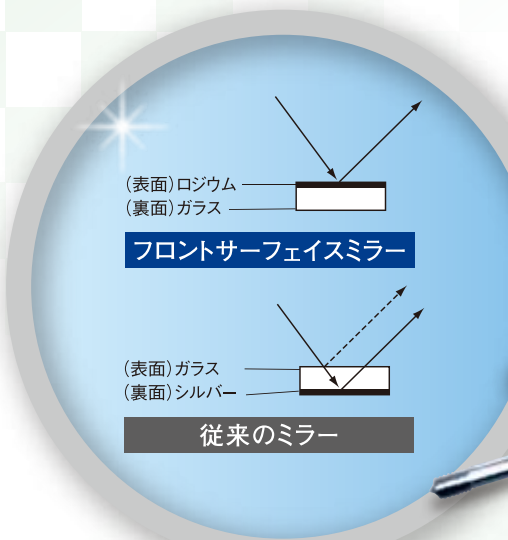 (表面)ロジウム
(裏面)ガラス
フロントサーフェイスミラー
(表面)ガラス
(裏面)シルバー
従来のミラー